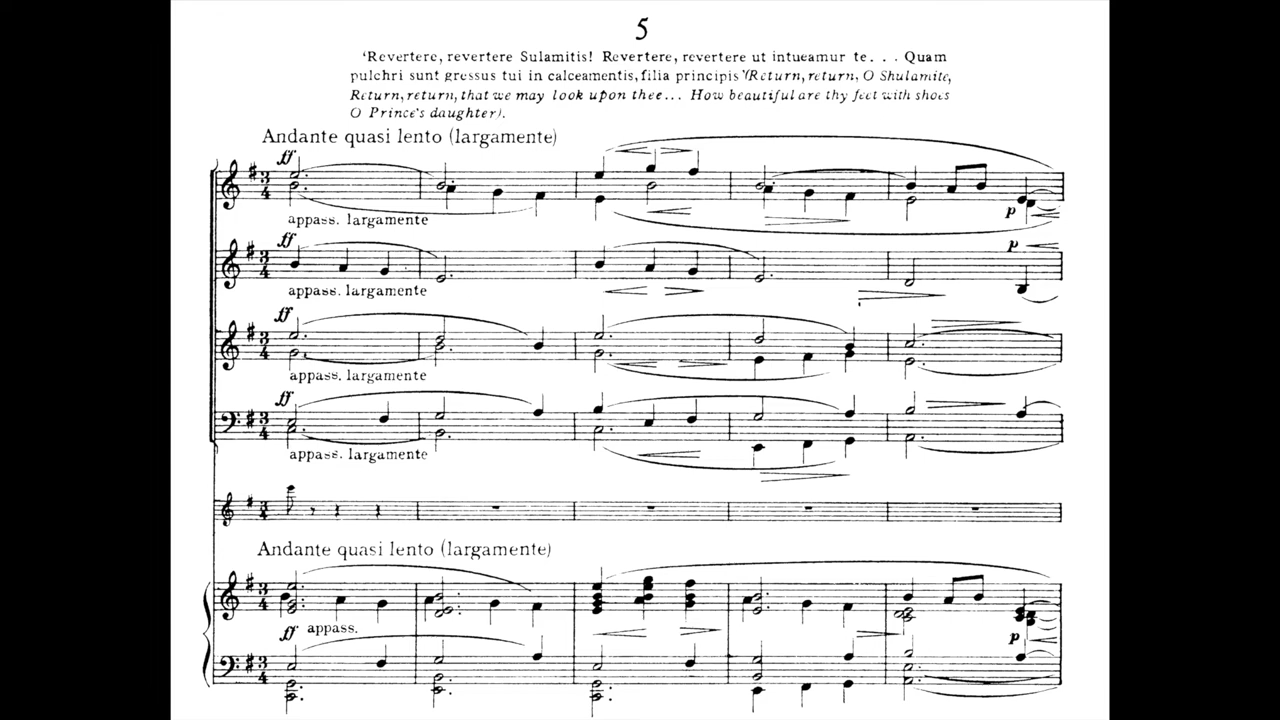 5
'Revertere, revertere Sulamitis! Revertere, revertere ut intueamur te... Quam
pulchri sunt gressus tui in calceamentis, filia principis'(Return, return, O Shulamite,
Return, return, that we may look upon thee... How beautiful are thy feet with shoes
O Prince's daughter).
Andante quasi lento (largamente)
ff
appass. largamente
p
ff
p
appass. largamente
ff
appass. largamente
ff
appass. largamente
Andante quasi lento (largamente)
ff appass.
p